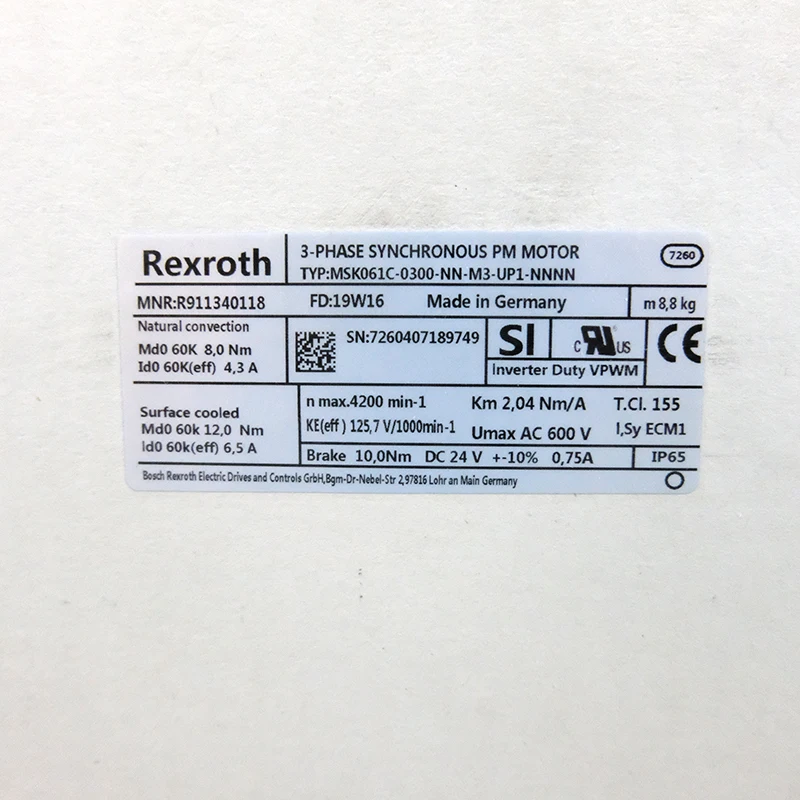 Rexroth
3-PHASE SYNCHRONOUS PM MOTOR
TYP:MSK061C-0300-NN-M3-UP1-NNNN
7260
MNR:R911340118
FD:19W16
Made in Germany
m 8,8 kg
Natural convection
Md0 60K 8,0 Nm
Id0 60K(eff) 4,3 A
SN:7260407189749
SI
c RU US
CE
Inverter Duty VPWM
Surface cooled
Md0 60k 12,0 Nm
Id0 60k(eff) 6,5 A
n max.4200 min-1
Km 2,04 Nm/A
T.Cl. 155
KE(eff) 125,7 V/1000min-1
Umax AC 600 V
I,Sy ECM1
Brake 10,0Nm DC 24 V +-10% 0,75A
IP65
Bosch Rexroth Electric Drives and Controls GrbH,Bgm-Dr-Nebel-Str 2,97816 Lohr an Main Germany